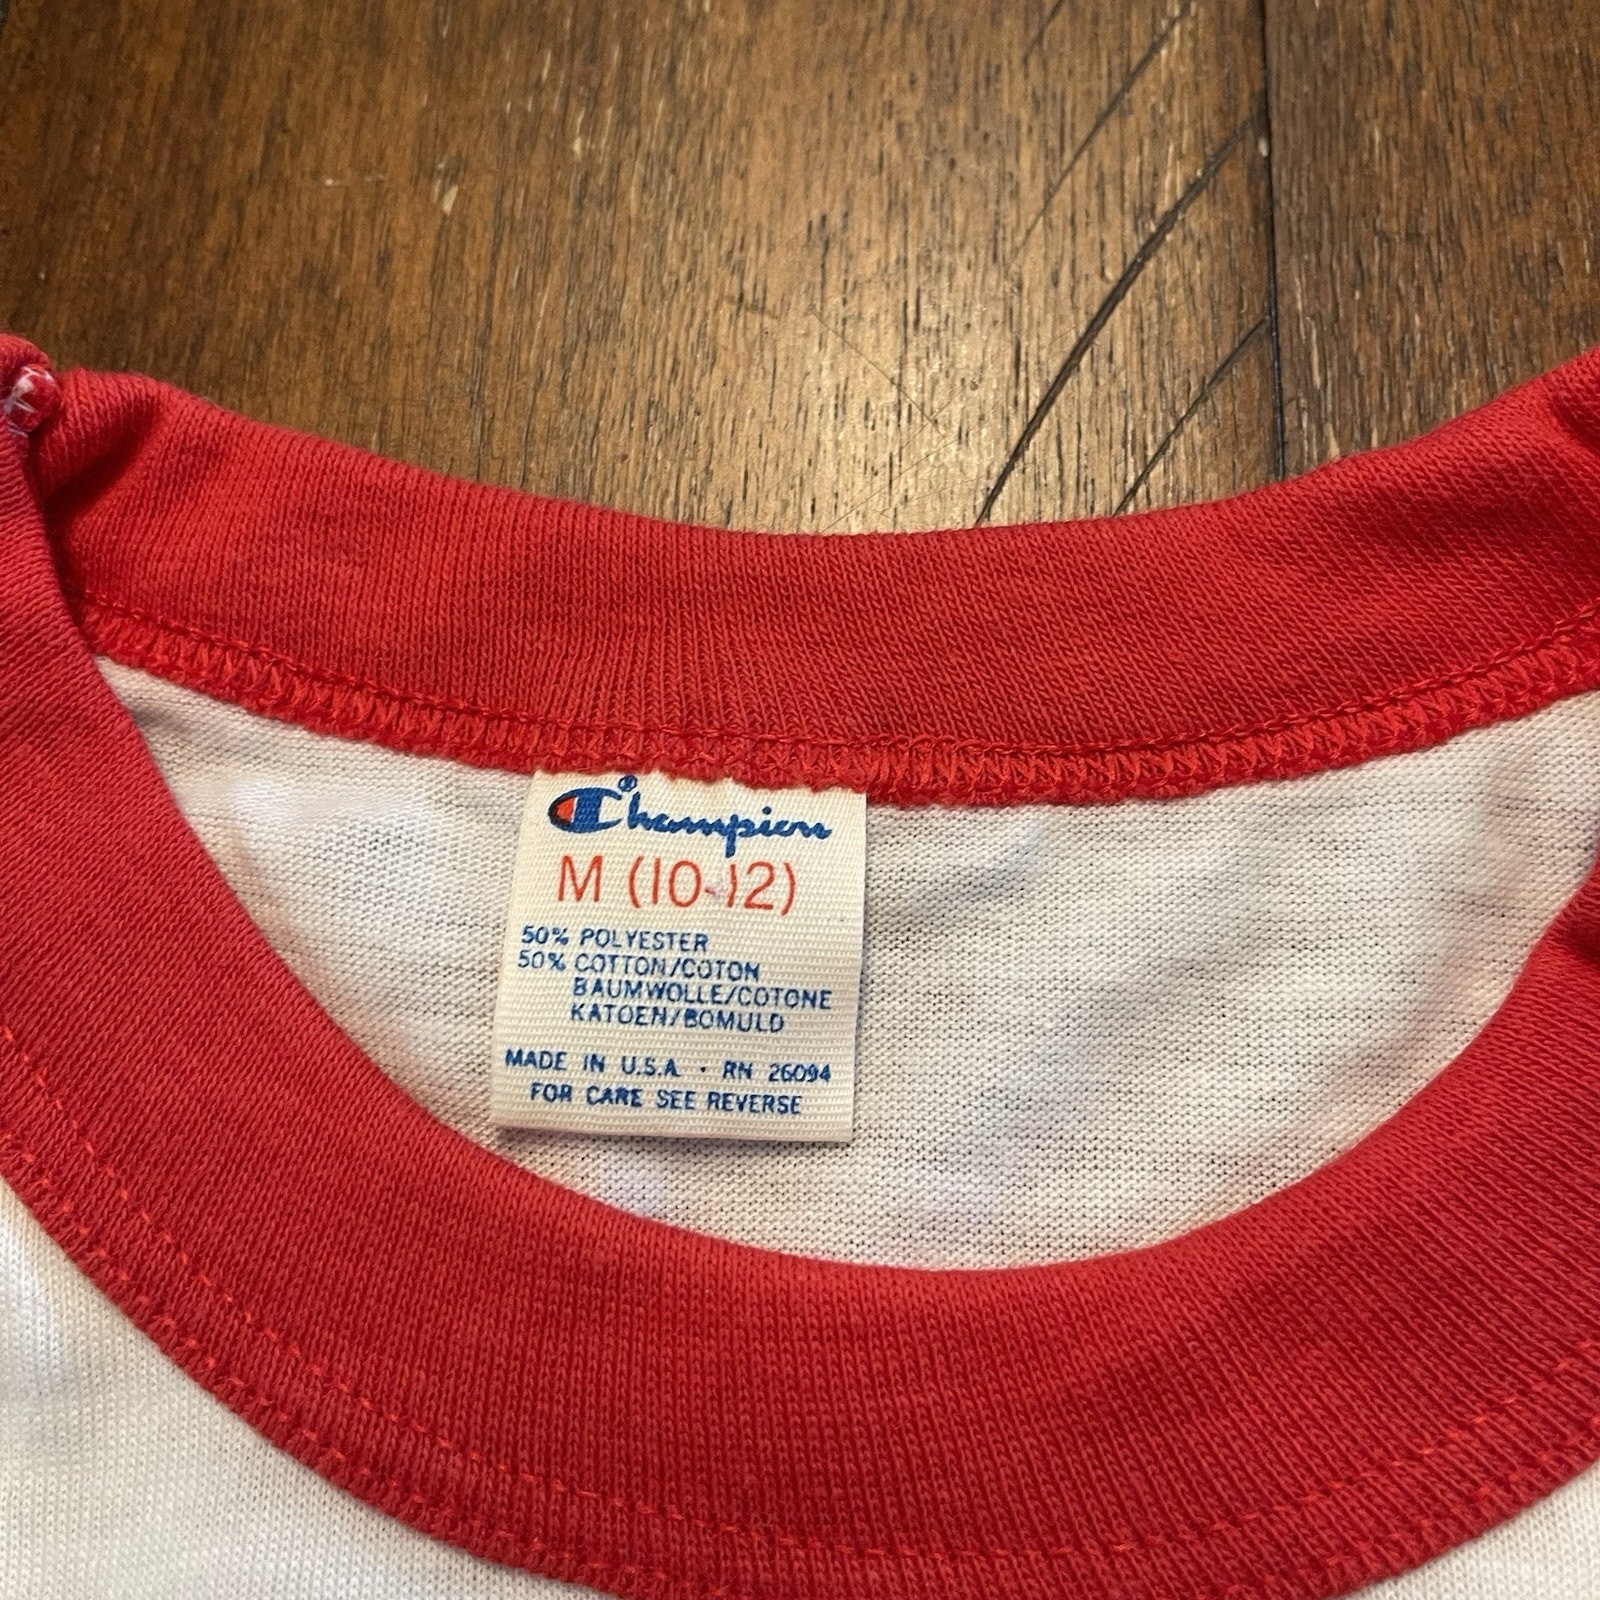 Champion®
M (10-12)
50% POLYESTER
50% COTTON/COTON
BAUMWOLLE/COTONE
KATOEN/BOMULD
MADE IN U.S.A. · RN 26094
FOR CARE SEE REVERSE